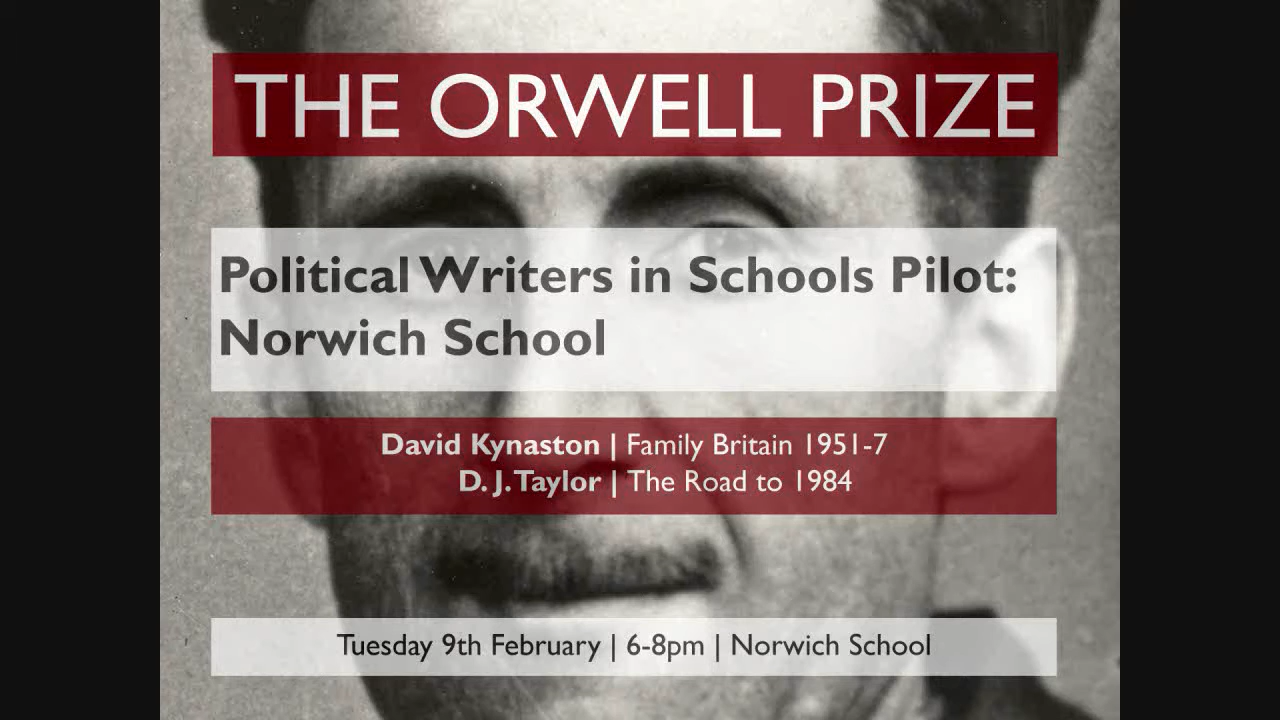 THE ORWELL PRIZE
Political Writers in Schools Pilot:
Norwich School
David Kynaston | Family Britain 1951-7
D. J. Taylor | The Road to 1984
Tuesday 9th February | 6-8pm | Norwich School